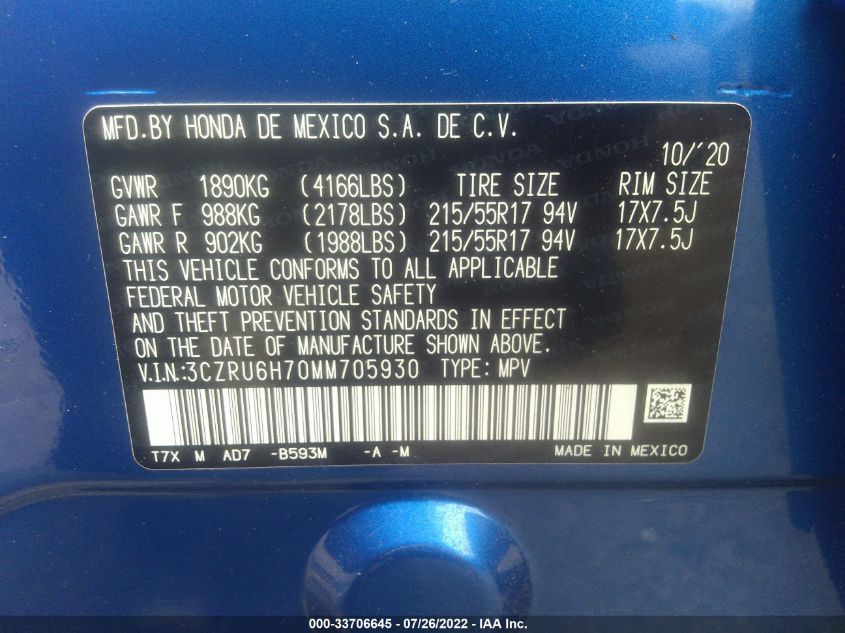 MFD.BY HONDA DE MEXICO S.A. DE C.V.
10/'20
GVWR 1890KG (4166LBS) TIRE SIZE RIM SIZE
GAWR F 988KG (2178LBS) 215/55R17 94V 17X7.5J
GAWR R 902KG (1988LBS) 215/55R17 94V 17X7.5J
THIS VEHICLE CONFORMS TO ALL APPLICABLE
FEDERAL MOTOR VEHICLE SAFETY
AND THEFT PREVENTION STANDARDS IN EFFECT
ON THE DATE OF MANUFACTURE SHOWN ABOVE.
V.I.N.:3CZRU6H70MM705930 TYPE: MPV
T7X M AD7 -B593M -A -M MADE IN MEXICO
000-33706645 - 07/26/2022 - IAA Inc.